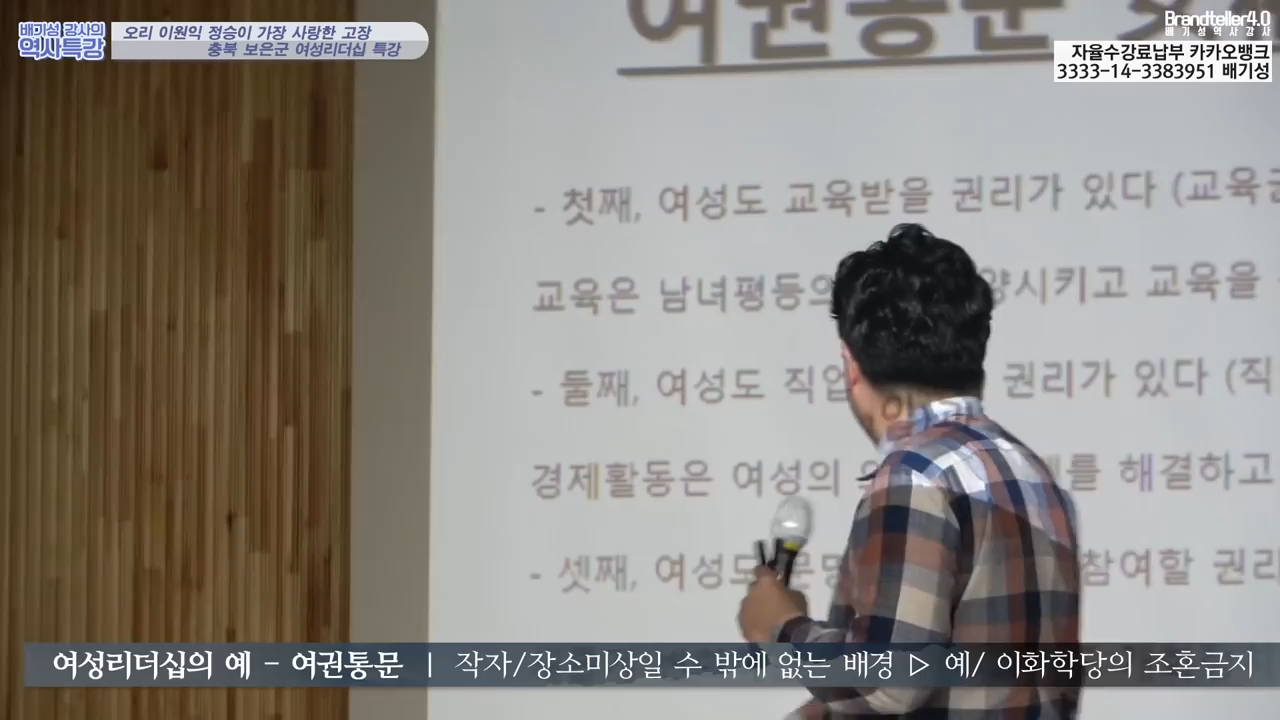 배기성 강사의
역사특강
오리 이원익 정승이 가장 사랑한 고장
충북 보은군 여성리더십 특강
Brandteller4.0
배기성역사강사
자율수강료납부 카카오뱅크
3333-14-3383951 배기성
여권통문
- 첫째, 여성도 교육받을 권리가 있다 (교육권
교육은 남녀평등의 양시키고 교육을
- 둘째, 여성도 직업 권리가 있다 (직
경제활동은 여성의 를 해결하고
- 셋째, 여성도 문명 참여할 권리
여성리더십의 예 - 여권통문 | 작자/장소미상일 수 밖에 없는 배경 ▷ 예/ 이화학당의 조혼금지